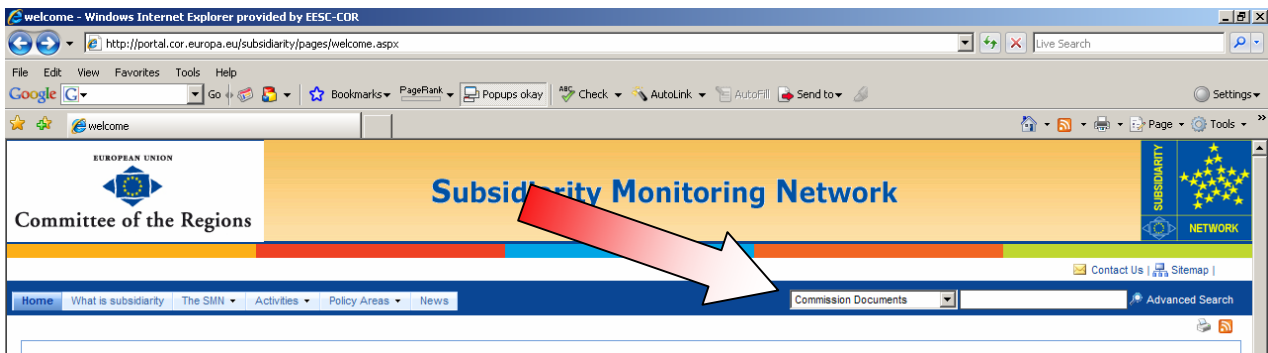 welcome - Windows Internet Explorer provided by EESC-COR
http://portal.cor.europa.eu/subsidiarity/pages/welcome.aspx
Live Search
File Edit View Favorites Tools Help
Google G Go Bookmarks PageRank Popups okay ABC Check AutoLink AutoFill Send to Settings
welcome Page Tools »
EUROPEAN UNION
Committee of the Regions
Subsidiarity Monitoring Network
SUBSIDIARITY
NETWORK
Contact Us | Sitemap |
Home What is subsidiarity The SMN Activities Policy Areas News Commission Documents Advanced Search